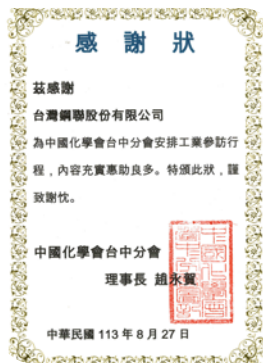 感謝狀
茲感謝
台灣鋼聯股份有限公司
為中國化學會台中分會安排工業參訪行
程，內容充實惠助良多。特頒此狀，謹
致謝忱。
中國化學會台中分會
理事長 趙永賀
中華民國 113 年 8 月 27 日